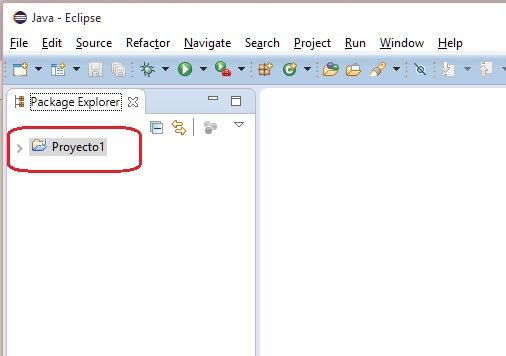 Java - Eclipse
File Edit Source Refactor Navigate Search Project Run Window Help
Package Explorer
Proyecto1